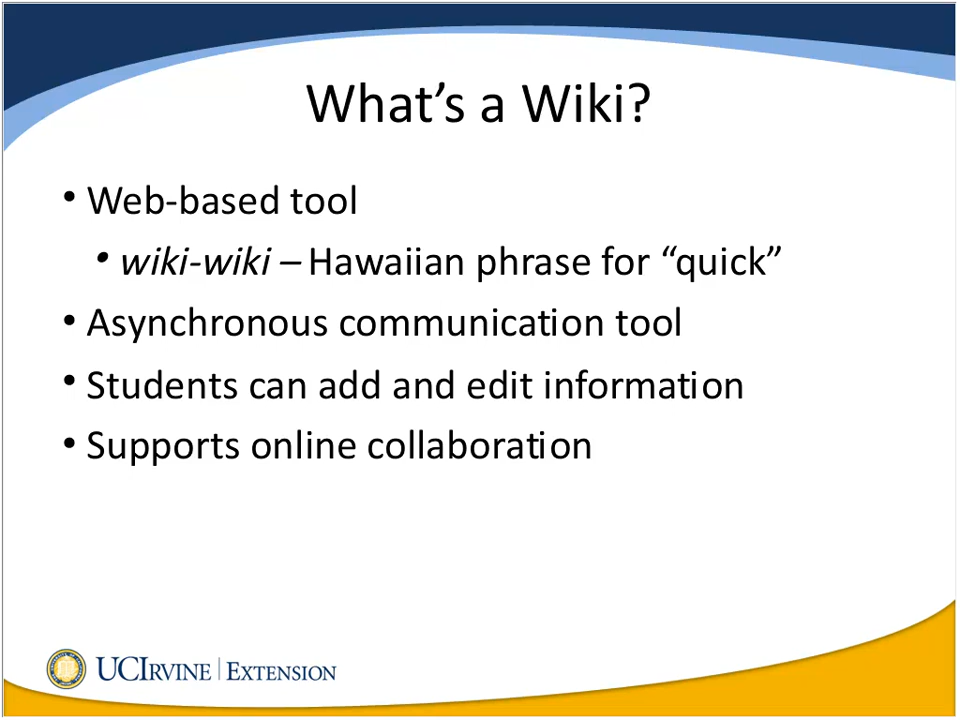 What’s a Wiki?
• Web-based tool
• wiki-wiki – Hawaiian phrase for “quick”
• Asynchronous communication tool
• Students can add and edit information
• Supports online collaboration
UCIRVINE | EXTENSION